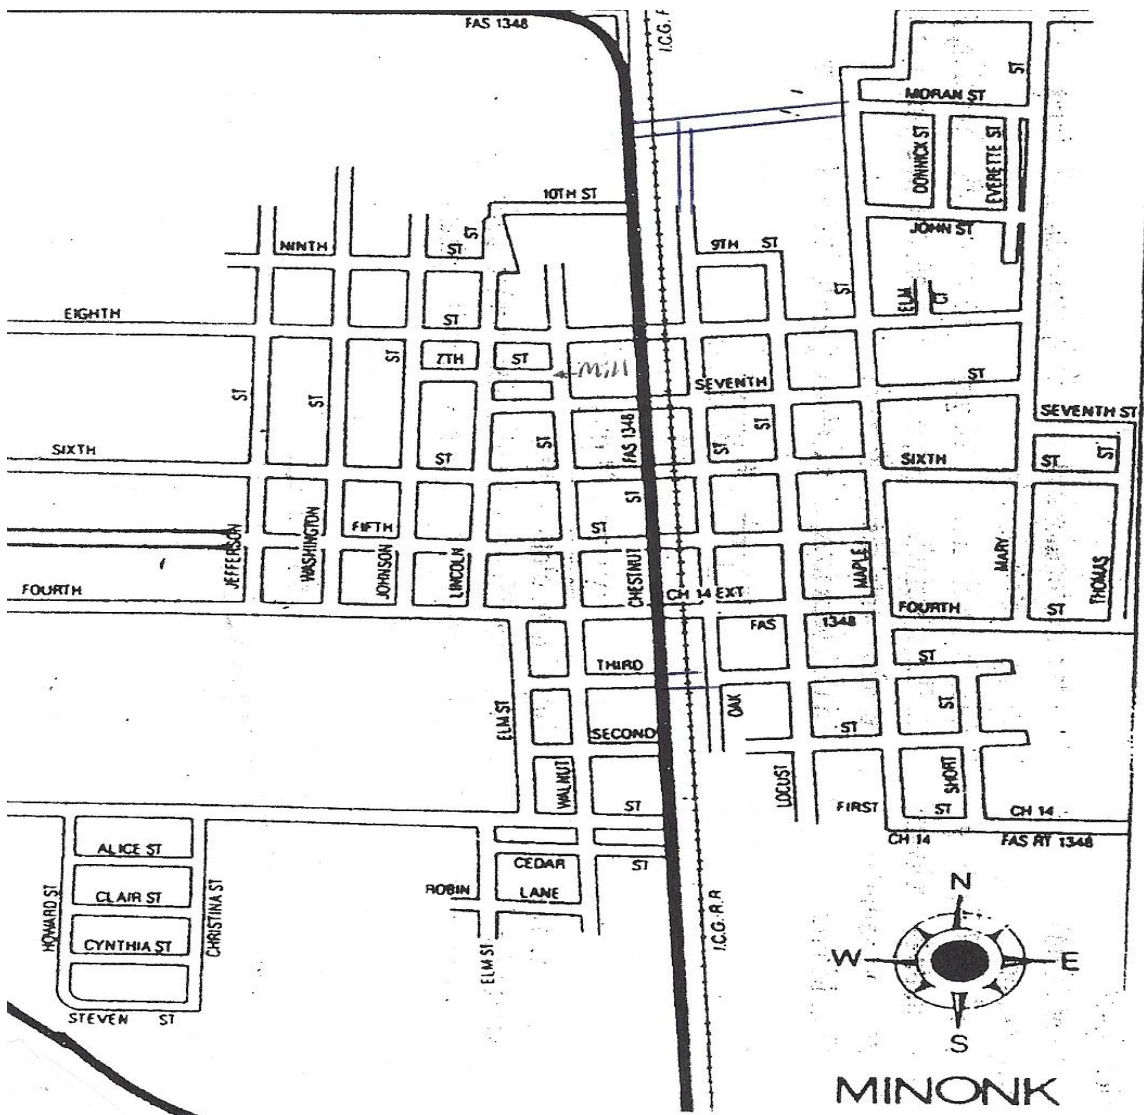 FAS 1348
I.C.G.
ST
MORAN ST
DONNICK ST
EVERETTE ST
10TH ST
ST
JOHN ST
NINTH
ST
9TH ST
ST
ELM
CT
EIGHTH
ST
7TH ST
ST
SEVENTH
ST
ST
ST
SEVENTH ST
FAS 1348
ST
ST
ST
SIXTH
ST
SIXTH
ST
ST
ST
FIFTH
ST
JEFFERSON
WASHINGTON
JOHNSON
LINCOLN
CHESTNUT
MAPLE
MARY
THOMAS
FOURTH
CH 14 EXT
FOURTH
ST
FAS 1348
THIRD
ST
ELM ST
OAK
ST
SECOND
ST
WALNUT
LOCUST
SHORT
ST
FIRST
ST
CH 14
CH 14
FAS RT 1348
ALICE ST
CEDAR
ST
ROBIN
LANE
CLAIR ST
HOWARD ST
CHRISTINA ST
CYNTHIA ST
ELM ST
I.C.G. R.R
STEVEN ST
N
W
E
S
MINONK